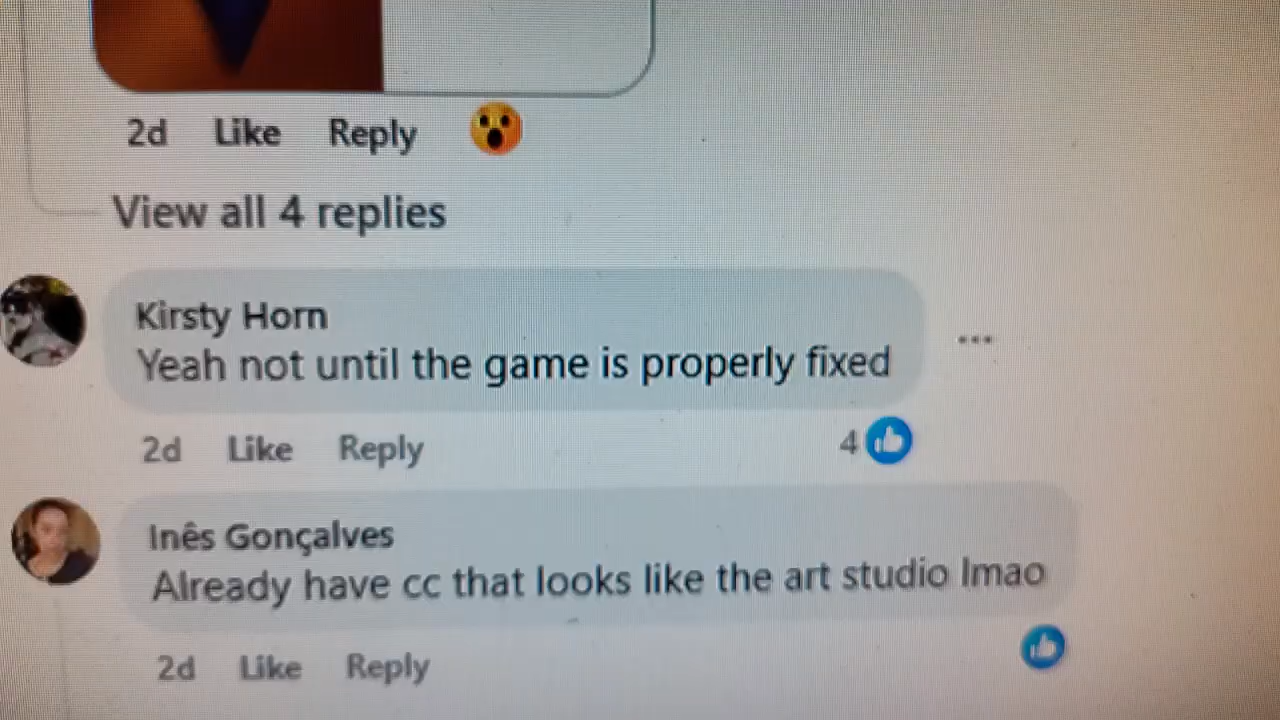 2d Like Reply
View all 4 replies
Kirsty Horn
Yeah not until the game is properly fixed
2d Like Reply 4
Inês Gonçalves
Already have cc that looks like the art studio lmao
2d Like Reply